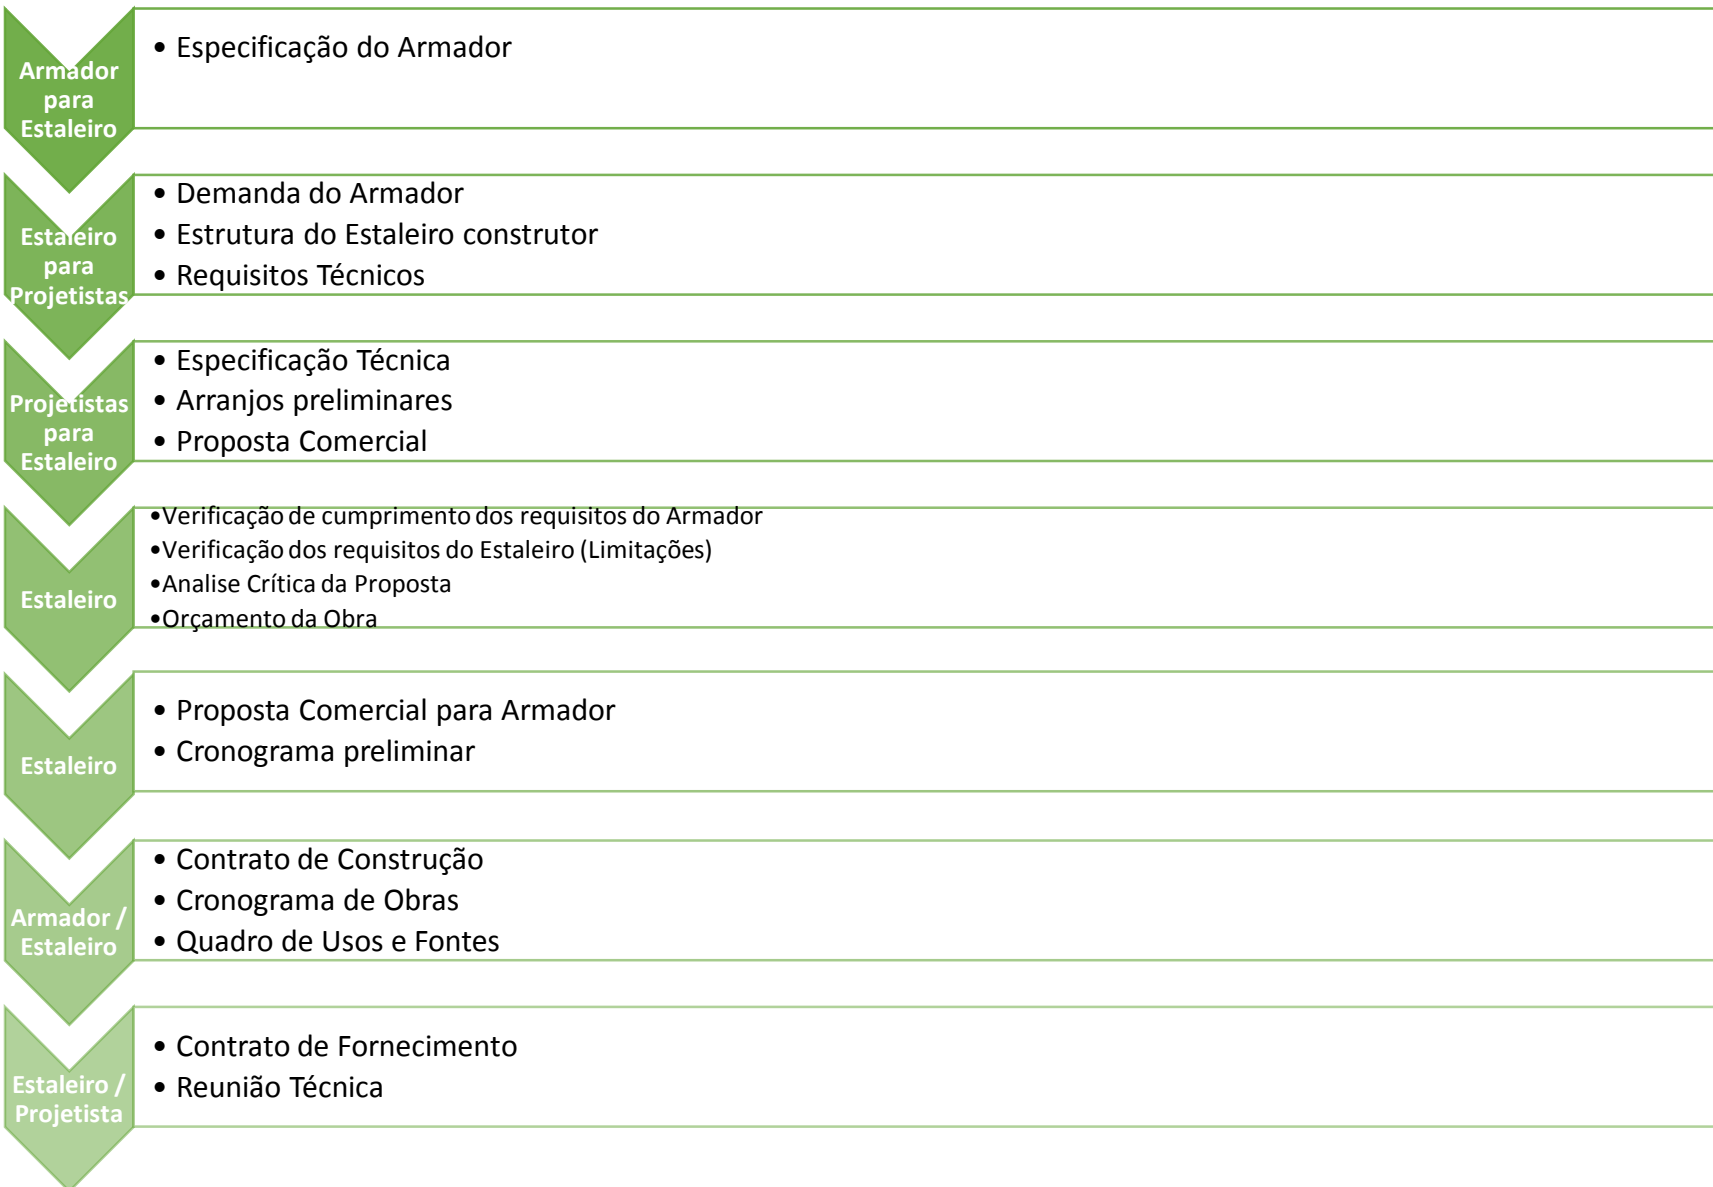 Armador
para
Estaleiro
• Especificação do Armador
Estaleiro
para
Projetistas
• Demanda do Armador
• Estrutura do Estaleiro construtor
• Requisitos Técnicos
Projetistas
para
Estaleiro
• Especificação Técnica
• Arranjos preliminares
• Proposta Comercial
Estaleiro
•Verificação de cumprimento dos requisitos do Armador
•Verificação dos requisitos do Estaleiro (Limitações)
•Analise Crítica da Proposta
•Orçamento da Obra
Estaleiro
• Proposta Comercial para Armador
• Cronograma preliminar
Armador /
Estaleiro
• Contrato de Construção
• Cronograma de Obras
• Quadro de Usos e Fontes
Estaleiro /
Projetista
• Contrato de Fornecimento
• Reunião Técnica